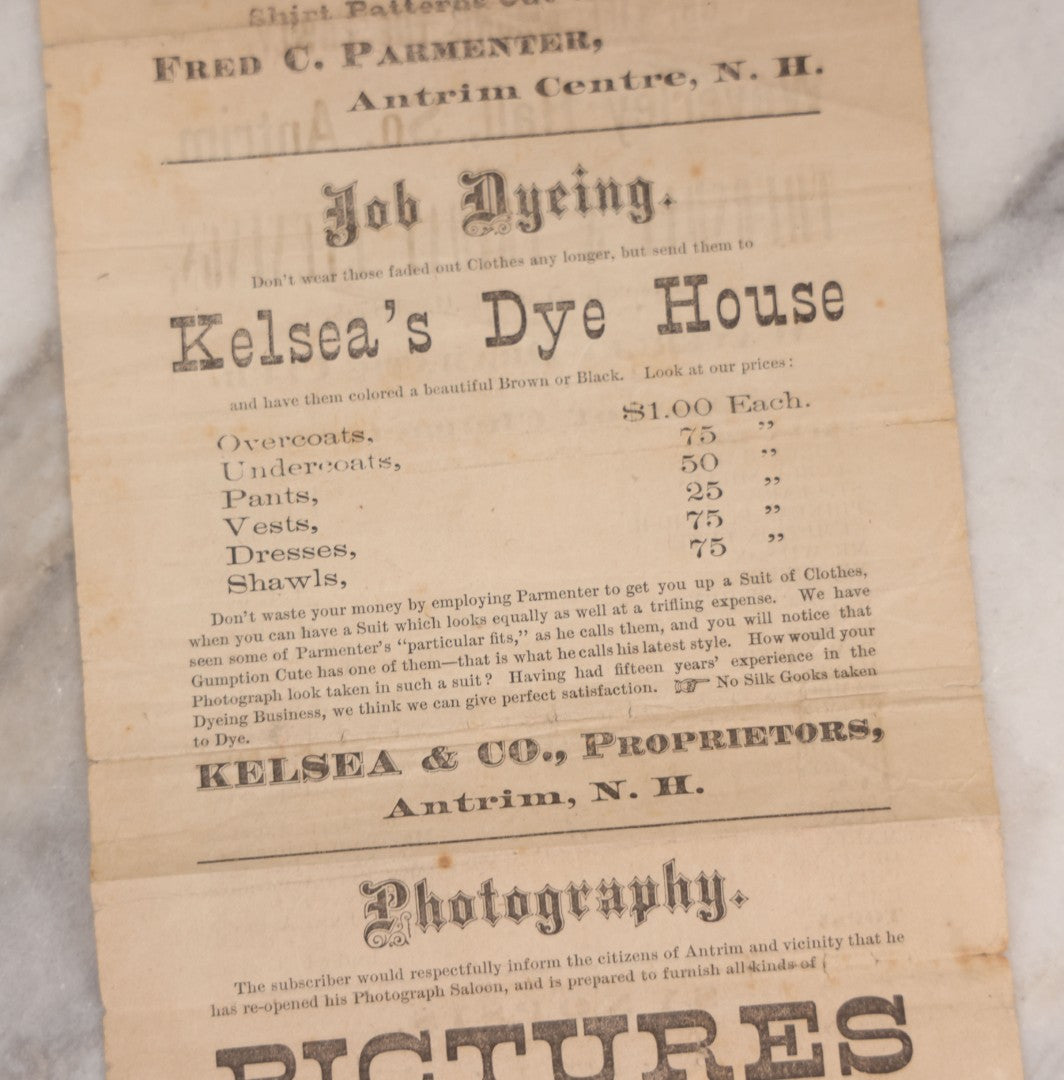 Shirt Patterns Cut
FRED C. PARMENTER,
Antrim Centre, N. H.
Job Dyeing.
Don't wear those faded out Clothes any longer, but send them to
Kelsea's Dye House
and have them colored a beautiful Brown or Black. Look at our prices:
Overcoats, $1.00 Each.
Undercoats, 75 ”
Pants, 50 ”
Vests, 25 ”
Dresses, 75 ”
Shawls, 75 ”
Don't waste your money by employing Parmenter to get you up a Suit of Clothes,
when you can have a Suit which looks equally as well at a trifling expense. We have
seen some of Parmenter's “particular fits,” as he calls them, and you will notice that
Gumption Cute has one of them—that is what he calls his latest style. How would your
Photograph look taken in such a suit? Having had fifteen years' experience in the
Dyeing Business, we think we can give perfect satisfaction. ☞ No Silk Gooks taken
to Dye.
KELSEA & CO., PROPRIETORS,
Antrim, N. H.
Photography.
The subscriber would respectfully inform the citizens of Antrim and vicinity that he
has re-opened his Photograph Saloon, and is prepared to furnish all kinds of
PICTURES